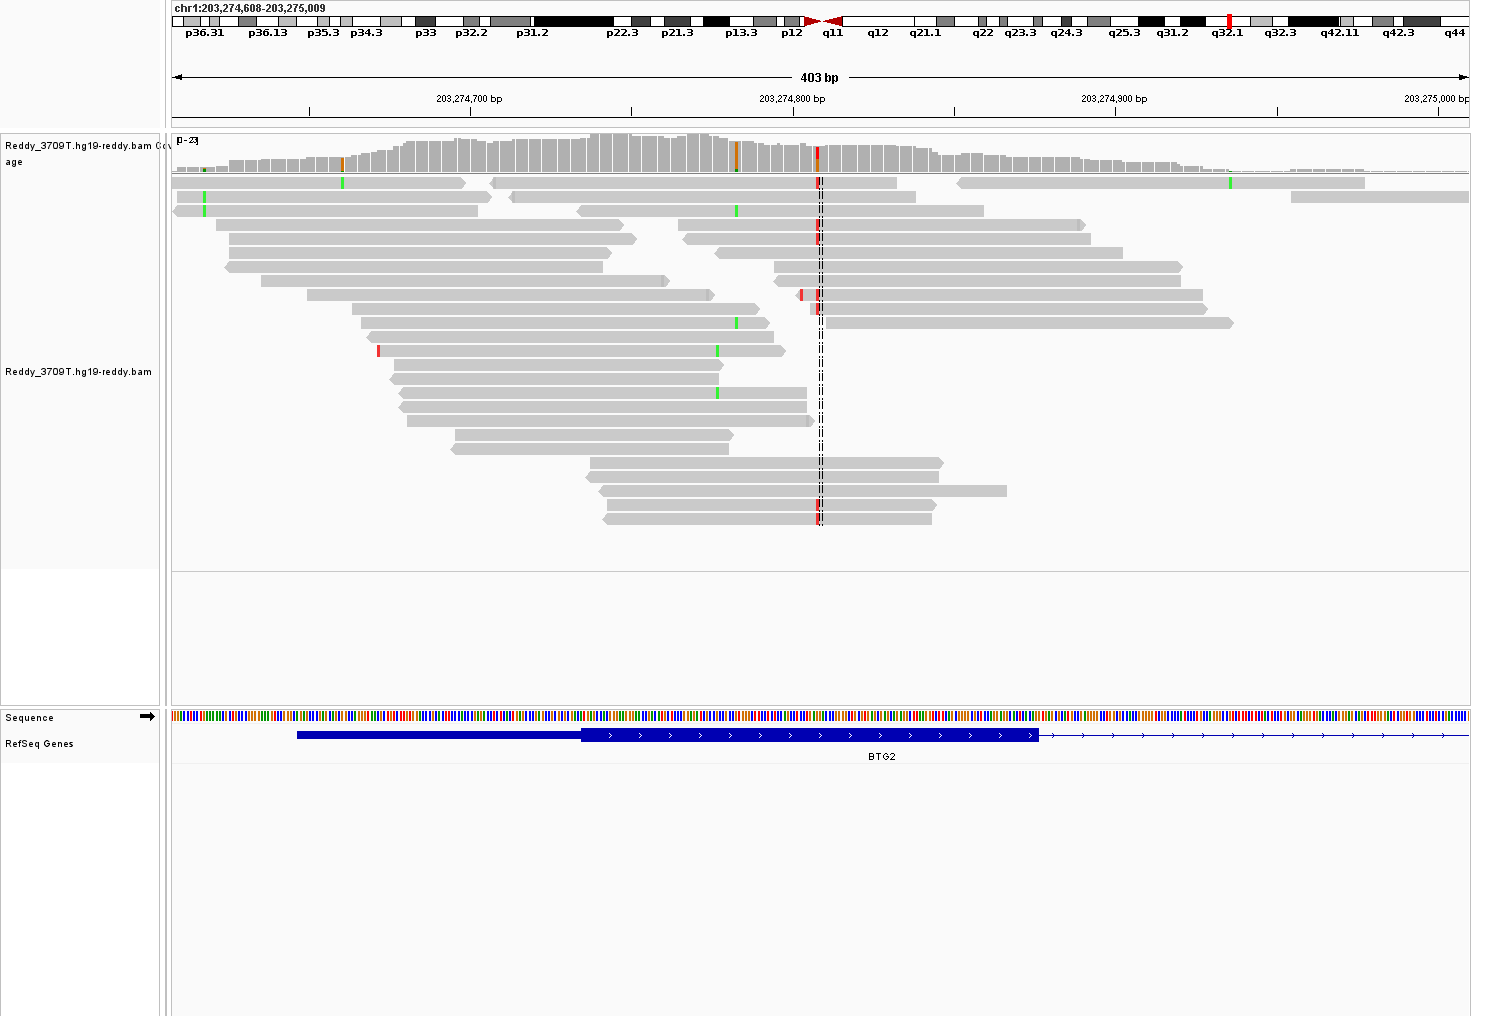 chr1:203,274,608-203,275,009
p36.31 p36.13 p35.3 p34.3 p33 p32.2 p31.2 p22.3 p21.3 p13.3 p12 q11 q12 q21.1 q22 q23.3 q24.3 q25.3 q31.2 q32.1 q32.3 q42.11 q42.3 q44
403 bp
203,274,700 bp 203,274,800 bp 203,274,900 bp 203,275,000 bp
[0-23]
Reddy_3709T.hg19-reddy.bam Cov
age
Reddy_3709T.hg19-reddy.bam
Sequence
RefSeq Genes
BTG2